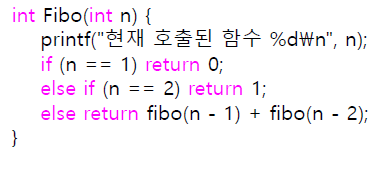 int Fibo(int n) {
printf("현재 호출된 함수 %d₩n", n);
if (n == 1) return 0;
else if (n == 2) return 1;
else return fibo(n - 1) + fibo(n - 2);
}